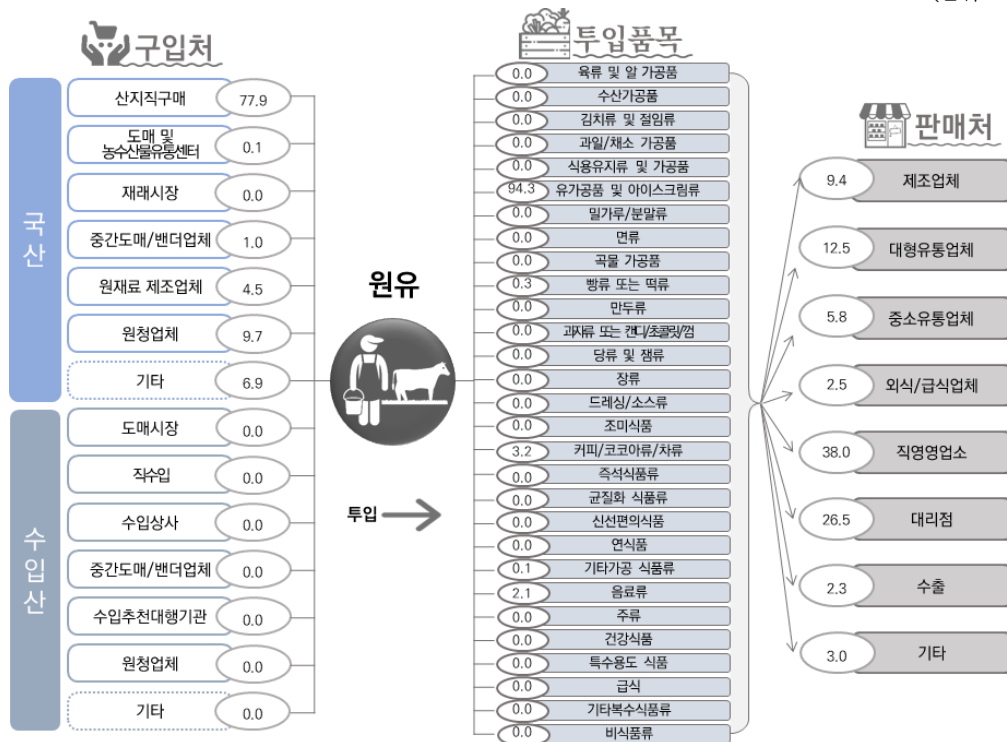 구입처
국산
산지직구매 77.9
도매 및
농수산물유통센터 0.1
재래시장 0.0
중간도매/밴더업체 1.0
원재료 제조업체 4.5
원청업체 9.7
기타 6.9
수입산
도매시장 0.0
직수입 0.0
수입상사 0.0
중간도매/밴더업체 0.0
수입추천대행기관 0.0
원청업체 0.0
기타 0.0
원유
투입
투입품목
0.0 육류 및 알 가공품
0.0 수산가공품
0.0 김치류 및 절임류
0.0 과일/채소 가공품
0.0 식용유지류 및 가공품
94.3 유가공품 및 아이스크림류
0.0 밀가루/분말류
0.0 면류
0.0 곡물 가공품
0.3 빵류 또는 떡류
0.0 만두류
0.0 과자류 또는 캔디/초콜릿/껌
0.0 당류 및 잼류
0.0 장류
0.0 드레싱/소스류
0.0 조미식품
3.2 커피/코코아류/차류
0.0 즉석식품류
0.0 균질화 식품류
0.0 신선편의식품
0.0 연식품
0.1 기타가공 식품류
2.1 음료류
0.0 주류
0.0 건강식품
0.0 특수용도 식품
0.0 급식
0.0 기타복수식품류
0.0 비식품류
판매처
9.4 제조업체
12.5 대형유통업체
5.8 중소유통업체
2.5 외식/급식업체
38.0 직영영업소
26.5 대리점
2.3 수출
3.0 기타